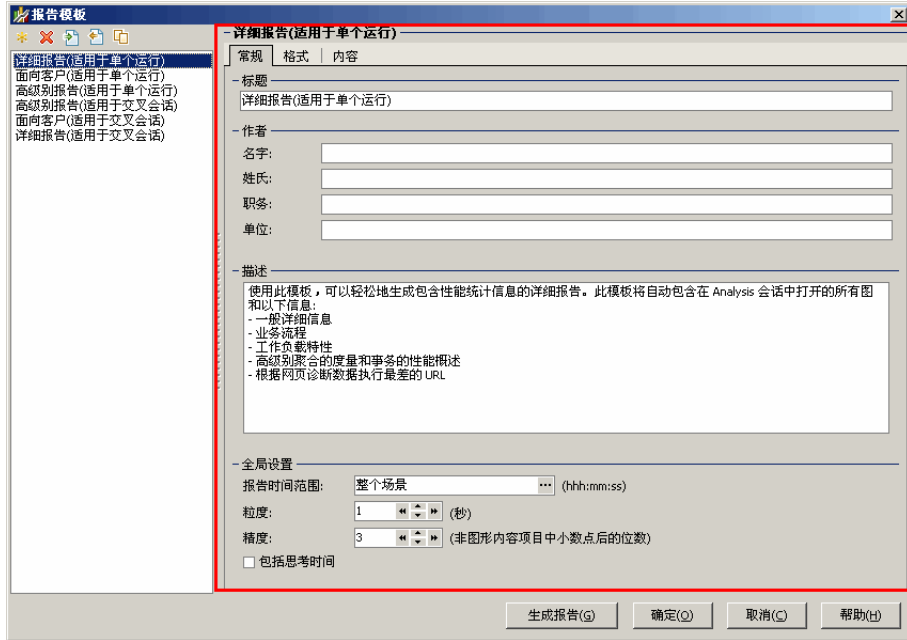 报告模板
详细报告(适用于单个运行)
面向客户(适用于单个运行)
高级别报告(适用于单个运行)
高级别报告(适用于交叉会话)
面向客户(适用于交叉会话)
详细报告(适用于交叉会话)
详细报告(适用于单个运行)
常规 格式 内容
标题
详细报告(适用于单个运行)
作者
名字:
姓氏:
职务:
单位:
描述
使用此模板，可以轻松地生成包含性能统计信息的详细报告。此模板将自动包含在 Analysis 会话中打开的所有图
和以下信息:
- 一般详细信息
- 业务流程
- 工作负载特性
- 高级别聚合的度量和事务的性能概述
- 根据网页诊断数据执行最差的 URL
全局设置
报告时间范围: 整个场景 ... (hhh:mm:ss)
粒度: 1 (秒)
精度: 3 (非图形内容项目中小数点后的位数)
包括思考时间
生成报告(G) 确定(O) 取消(C) 帮助(H)